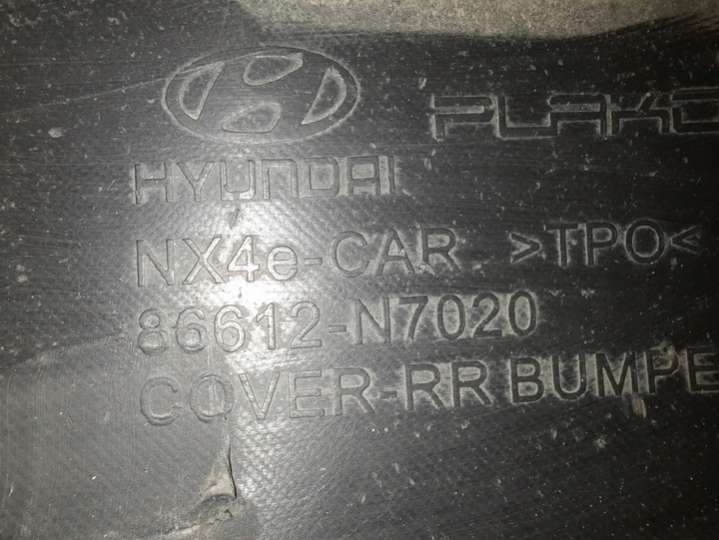 PLAKO
HYUNDAI
NX4e-CAR >TPO<
86612-N7020
COVER-RR BUMPE